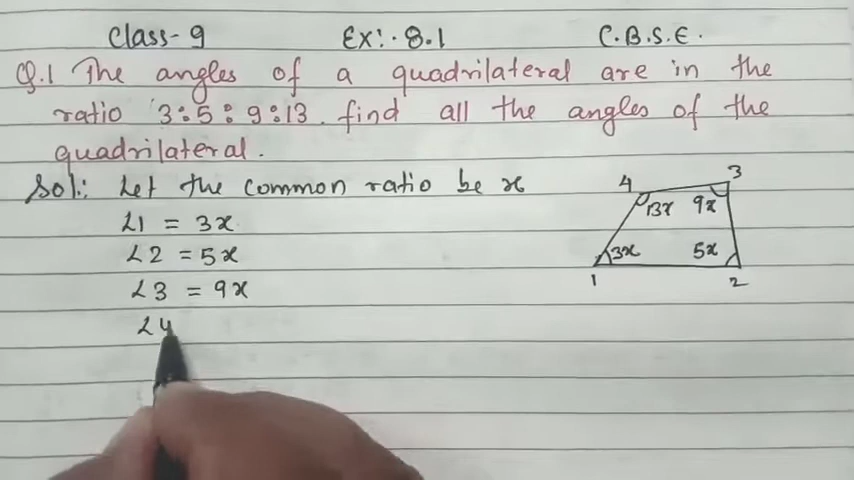 Class-9 Ex:-8.1 C.B.S.E.
Q.1 The angles of a quadrilateral are in the
ratio 3:5:9:13. find all the angles of the
quadrilateral.
Sol:. Let the common ratio be x
∠1 = 3x
∠2 = 5x
∠3 = 9x
∠4
4 3
13x 9x
3x 5x
1 2